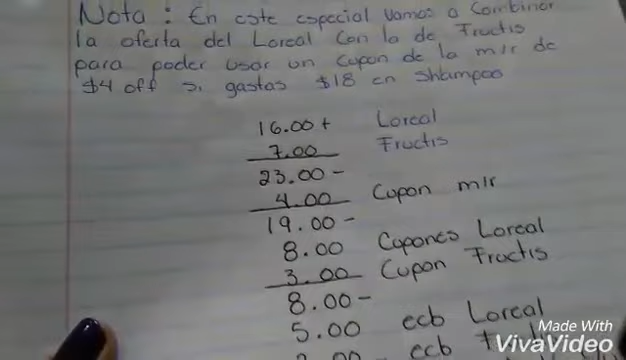 Nota: En este especial vamos a Combinar
la oferta del Loreal Con la de Fructis
para poder usar un Cupon de la m/r de
$4 off si gastas $18 en shampoo
16.00 + Loreal
7.00 Fructis
23.00 -
4.00 Cupon m/r
19.00 -
8.00 Cupones Loreal
3.00 Cupon Fructis
8.00 -
5.00 ecb Loreal
ecb
Made With
VivaVideo